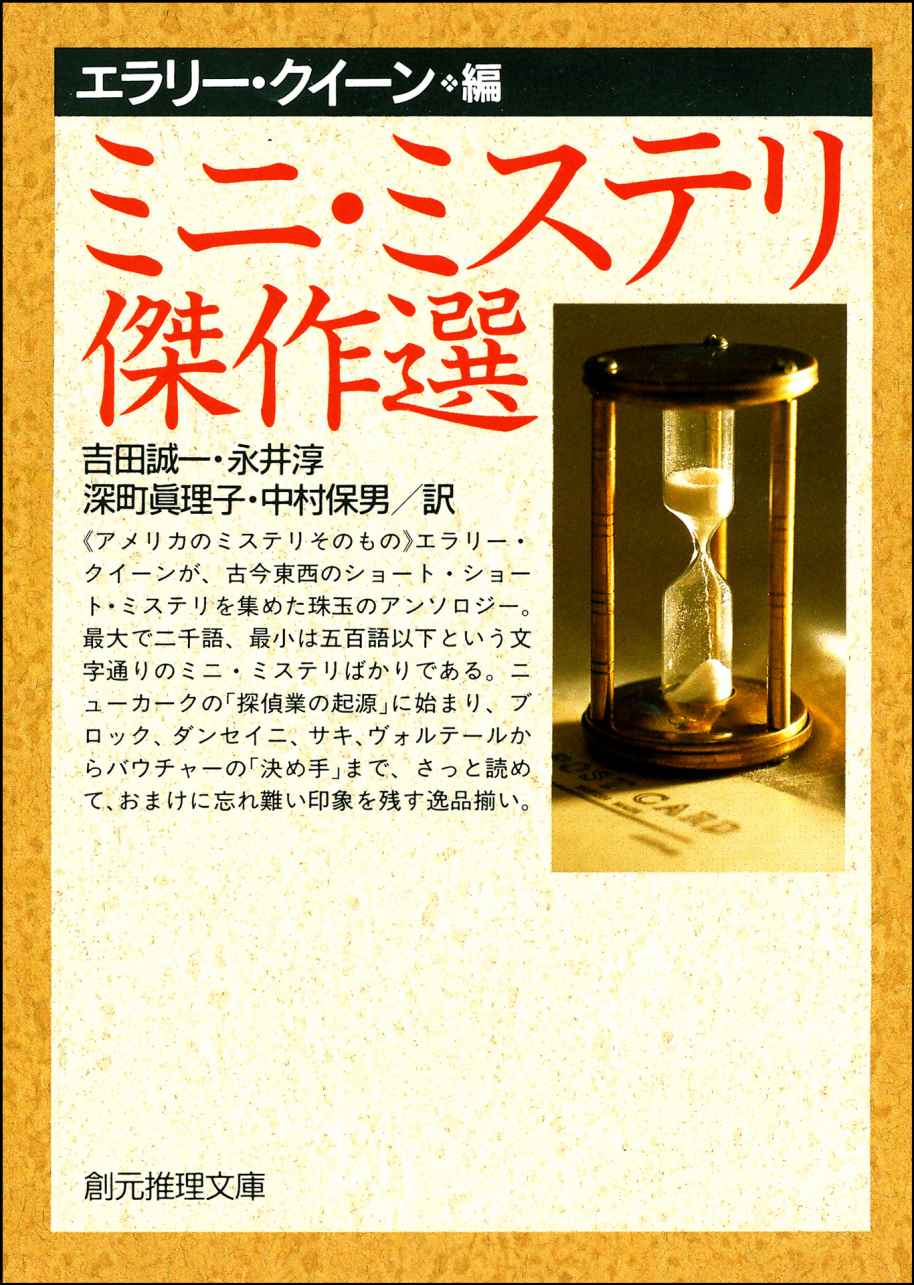 エラリー・クイーン❖編
ミニ・ミステリ
傑作選
吉田誠一・永井淳
深町眞理子・中村保男／訳
《アメリカのミステリそのもの》エラリー・
クイーンが、古今東西のショート・ショー
ト・ミステリを集めた珠玉のアンソロジー。
最大で二千語、最小は五百語以下という文
字通りのミニ・ミステリばかりである。ニ
ューカークの「探偵業の起源」に始まり、ブ
ロック、ダンセイニ、サキ、ヴォルテールか
らバウチャーの「決め手」まで、さっと読め
て、おまけに忘れ難い印象を残す逸品揃い。
POST CARD
創元推理文庫